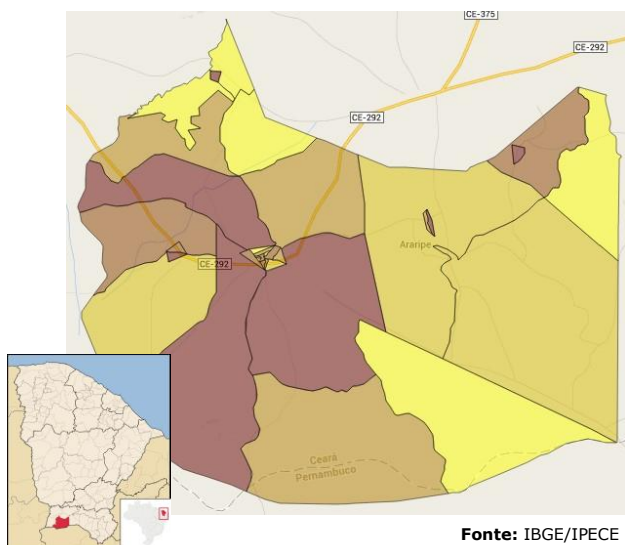 CE-375
CE-292
CE-292
Araripe
CE-292
Ceará
Pernambuco
Fonte: IBGE/IPECE